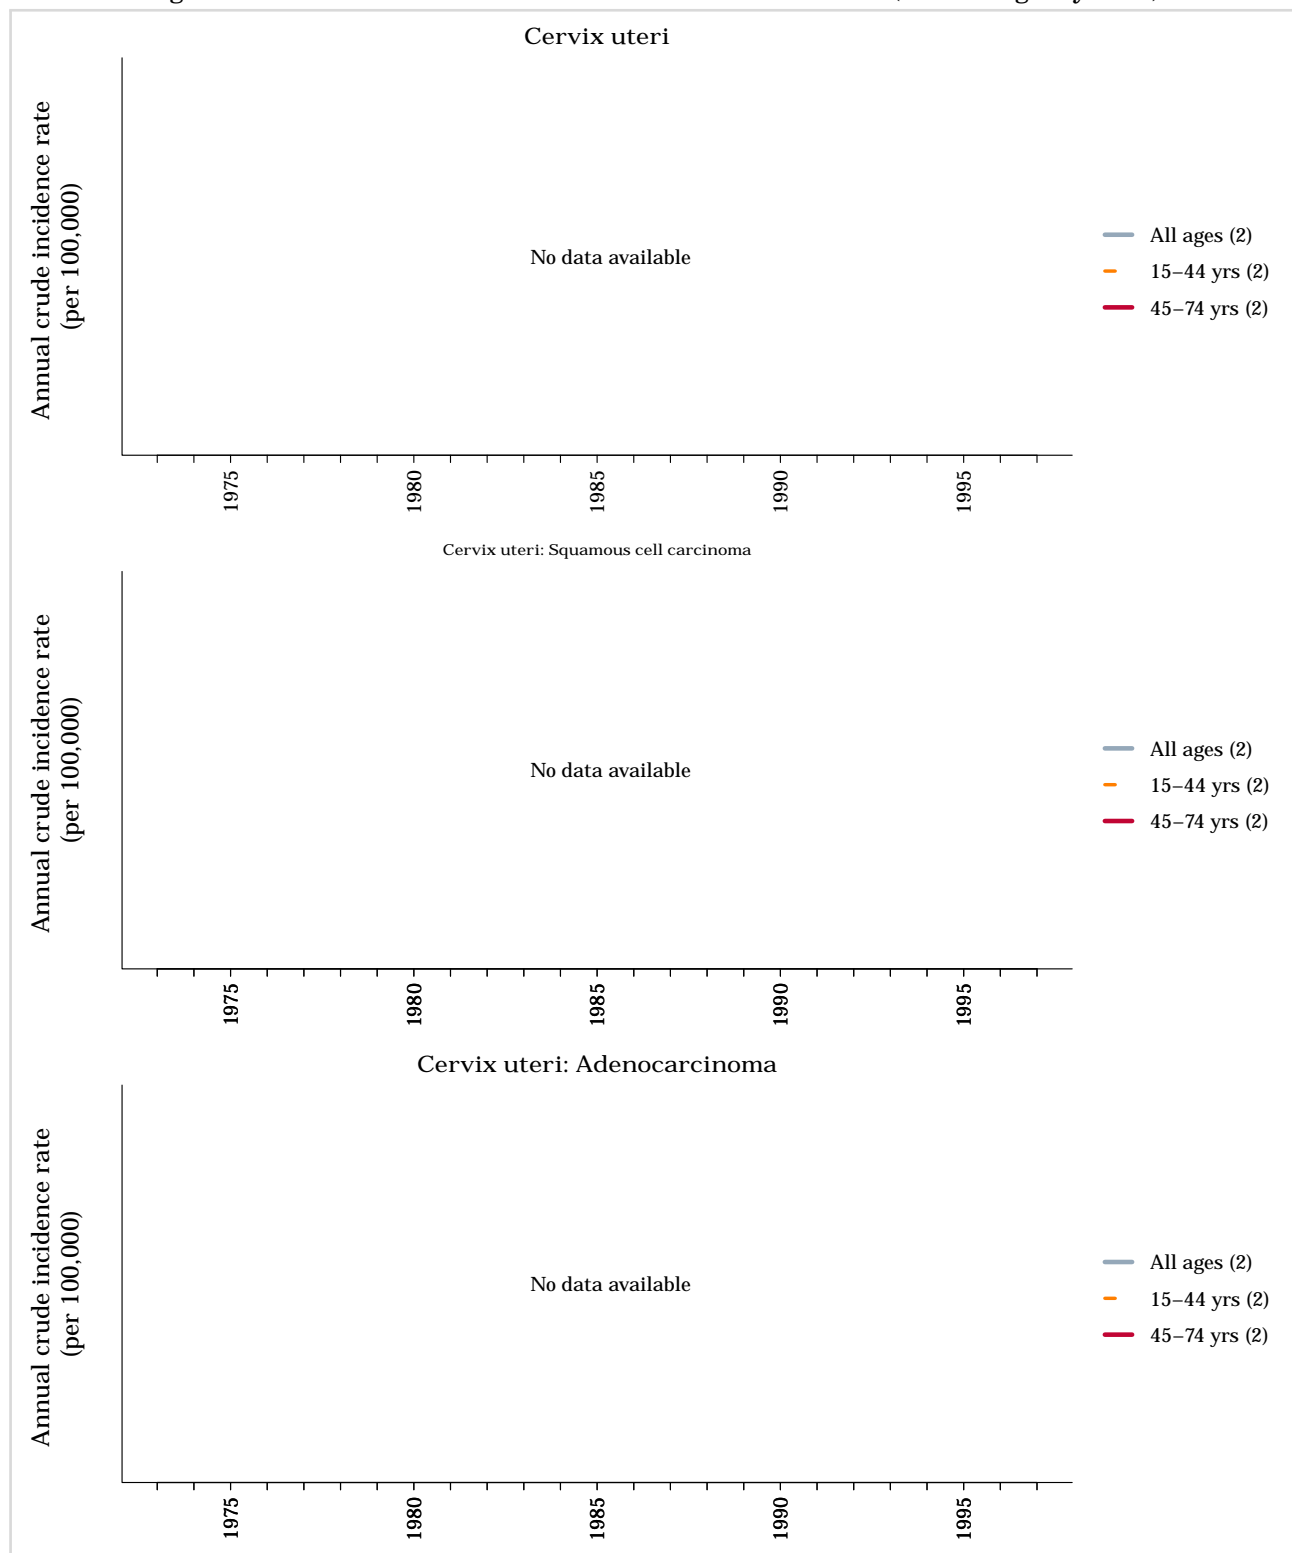 Cervix uteri
Annual crude incidence rate
(per 100,000)
No data available
All ages (2)
15–44 yrs (2)
45–74 yrs (2)
1975
1980
1985
1990
1995
Cervix uteri: Squamous cell carcinoma
Annual crude incidence rate
(per 100,000)
No data available
All ages (2)
15–44 yrs (2)
45–74 yrs (2)
1975
1980
1985
1990
1995
Cervix uteri: Adenocarcinoma
Annual crude incidence rate
(per 100,000)
No data available
All ages (2)
15–44 yrs (2)
45–74 yrs (2)
1975
1980
1985
1990
1995